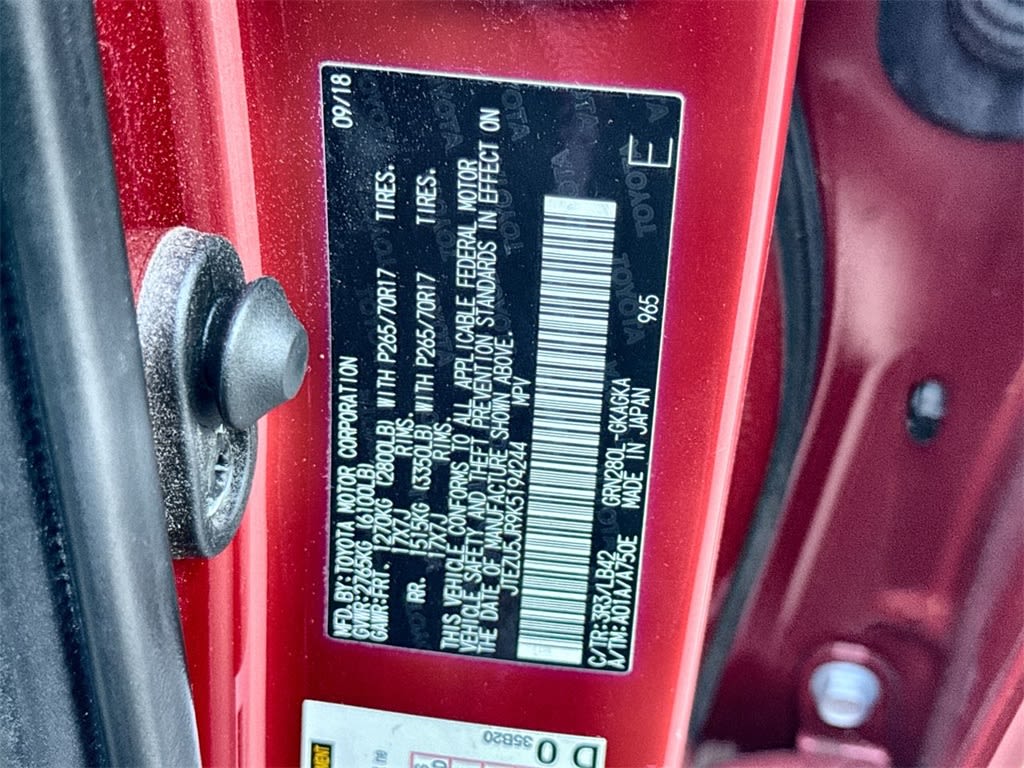 MFD.BY:TOYOTA MOTOR CORPORATION 09/18
GVWR:2765KG (6100LB)
GAWR:FRT. 1270KG (2800LB) WITH P265/70R17 TIRES.
17X7J RIMS.
RR. 1515KG (3350LB) WITH P265/70R17 TIRES.
17X7J RIMS.
THIS VEHICLE CONFORMS TO ALL APPLICABLE FEDERAL MOTOR
VEHICLE SAFETY AND THEFT PREVENTION STANDARDS IN EFFECT ON
THE DATE OF MANUFACTURE SHOWN ABOVE.
JTEZU5JR9K5194244 MPV
C/TR:3R3/LB42 GRN280L-GKAGKA
A/TM:A01A/A750E MADE IN JAPAN 965 E
TOYOTA
D0
35B20